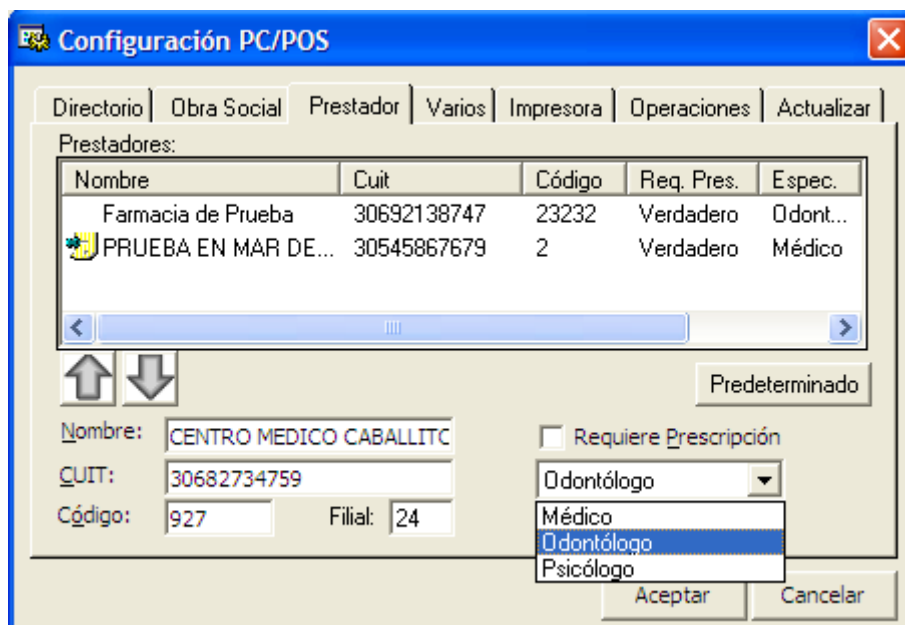 Configuración PC/POS
Directorio Obra Social Prestador Varios Impresora Operaciones Actualizar
Prestadores:
Nombre Cuit Código Req. Pres. Espec.
Farmacia de Prueba 30692138747 23232 Verdadero Odont...
PRUEBA EN MAR DE... 30545867679 2 Verdadero Médico
Predeterminado
Nombre: CENTRO MEDICO CABALLITO Requiere Prescripción
CUIT: 30682734759 Odontólogo
Código: 927 Filial: 24 Médico
Odontólogo
Psicólogo
Aceptar Cancelar